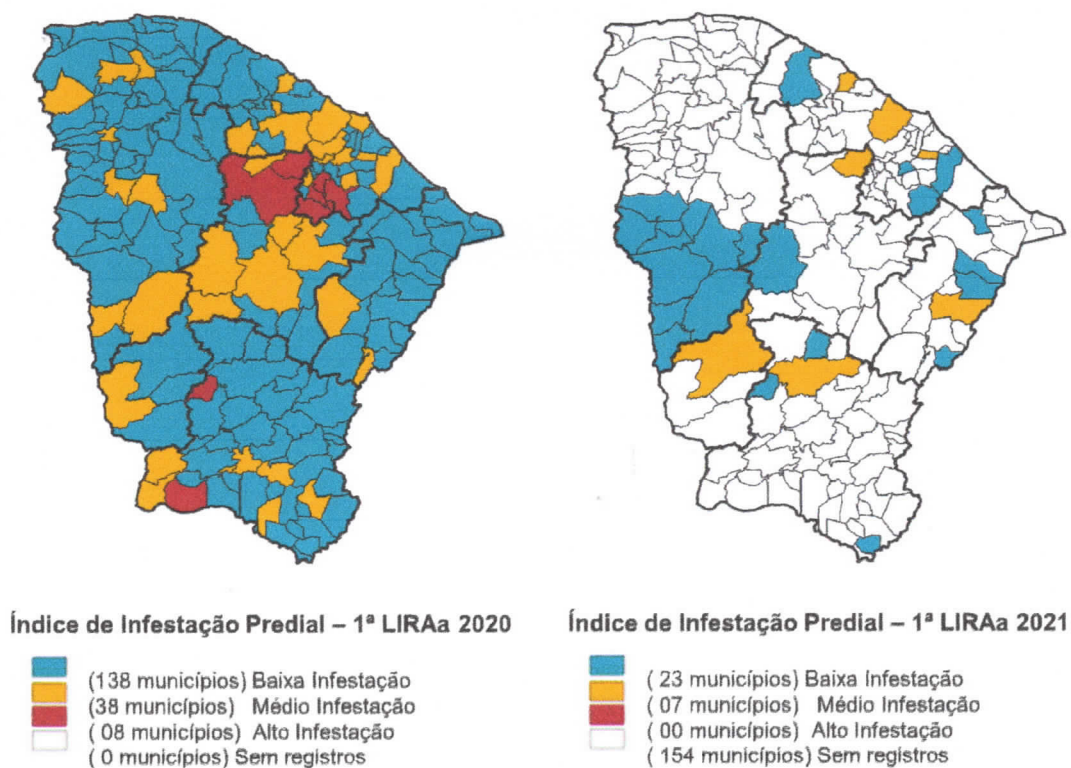 Índice de Infestação Predial – 1ª LIRAa 2020
(138 municípios) Baixa Infestação
(38 municípios) Médio Infestação
( 08 municípios) Alto Infestação
( 0 municípios) Sem registros
Índice de Infestação Predial – 1ª LIRAa 2021
( 23 municípios) Baixa Infestação
( 07 municípios) Médio Infestação
( 00 municípios) Alto Infestação
( 154 municípios) Sem registros